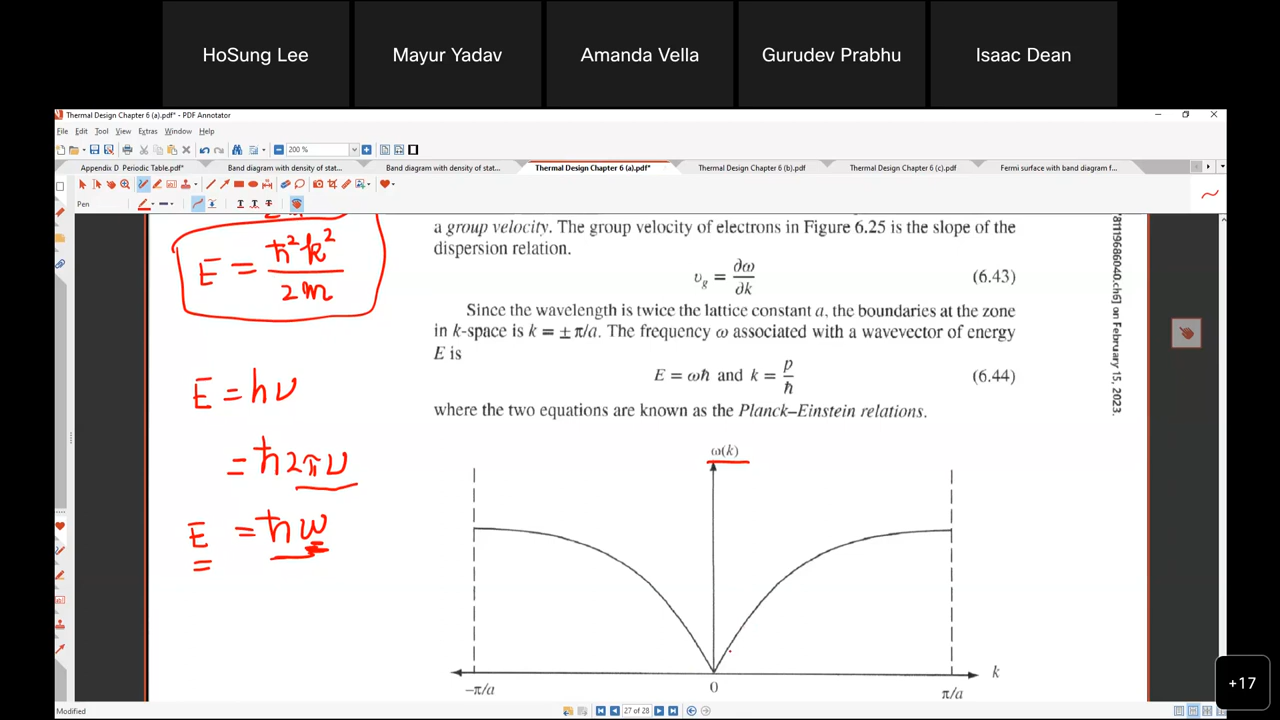 HoSung Lee
Mayur Yadav
Amanda Vella
Gurudev Prabhu
Isaac Dean
Thermal Design Chapter 6 (a).pdf* - PDF Annotator
File Edit Tool View Extras Window Help
200 %
Appendix D Periodic Table.pdf*
Band diagram with density of stat...
Band diagram with density of stat...
Thermal Design Chapter 6 (a).pdf*
Thermal Design Chapter 6 (b).pdf
Thermal Design Chapter 6 (c).pdf
Fermi surface with band diagram f...
Pen
E = ħ²k² / 2m
E = hν
= ħ2πν
E = ħω
a group velocity. The group velocity of electrons in Figure 6.25 is the slope of the
dispersion relation.
υg = ∂ω/∂k (6.43)
Since the wavelength is twice the lattice constant a, the boundaries at the zone
in k-space is k = ±π/a. The frequency ω associated with a wavevector of energy
E is
E = ωħ and k = p/ħ (6.44)
where the two equations are known as the Planck–Einstein relations.
ω(k)
k
–π/a
0
π/a
781119686040.ch6] on February 15, 2023.
27 of 28
Modified
+17